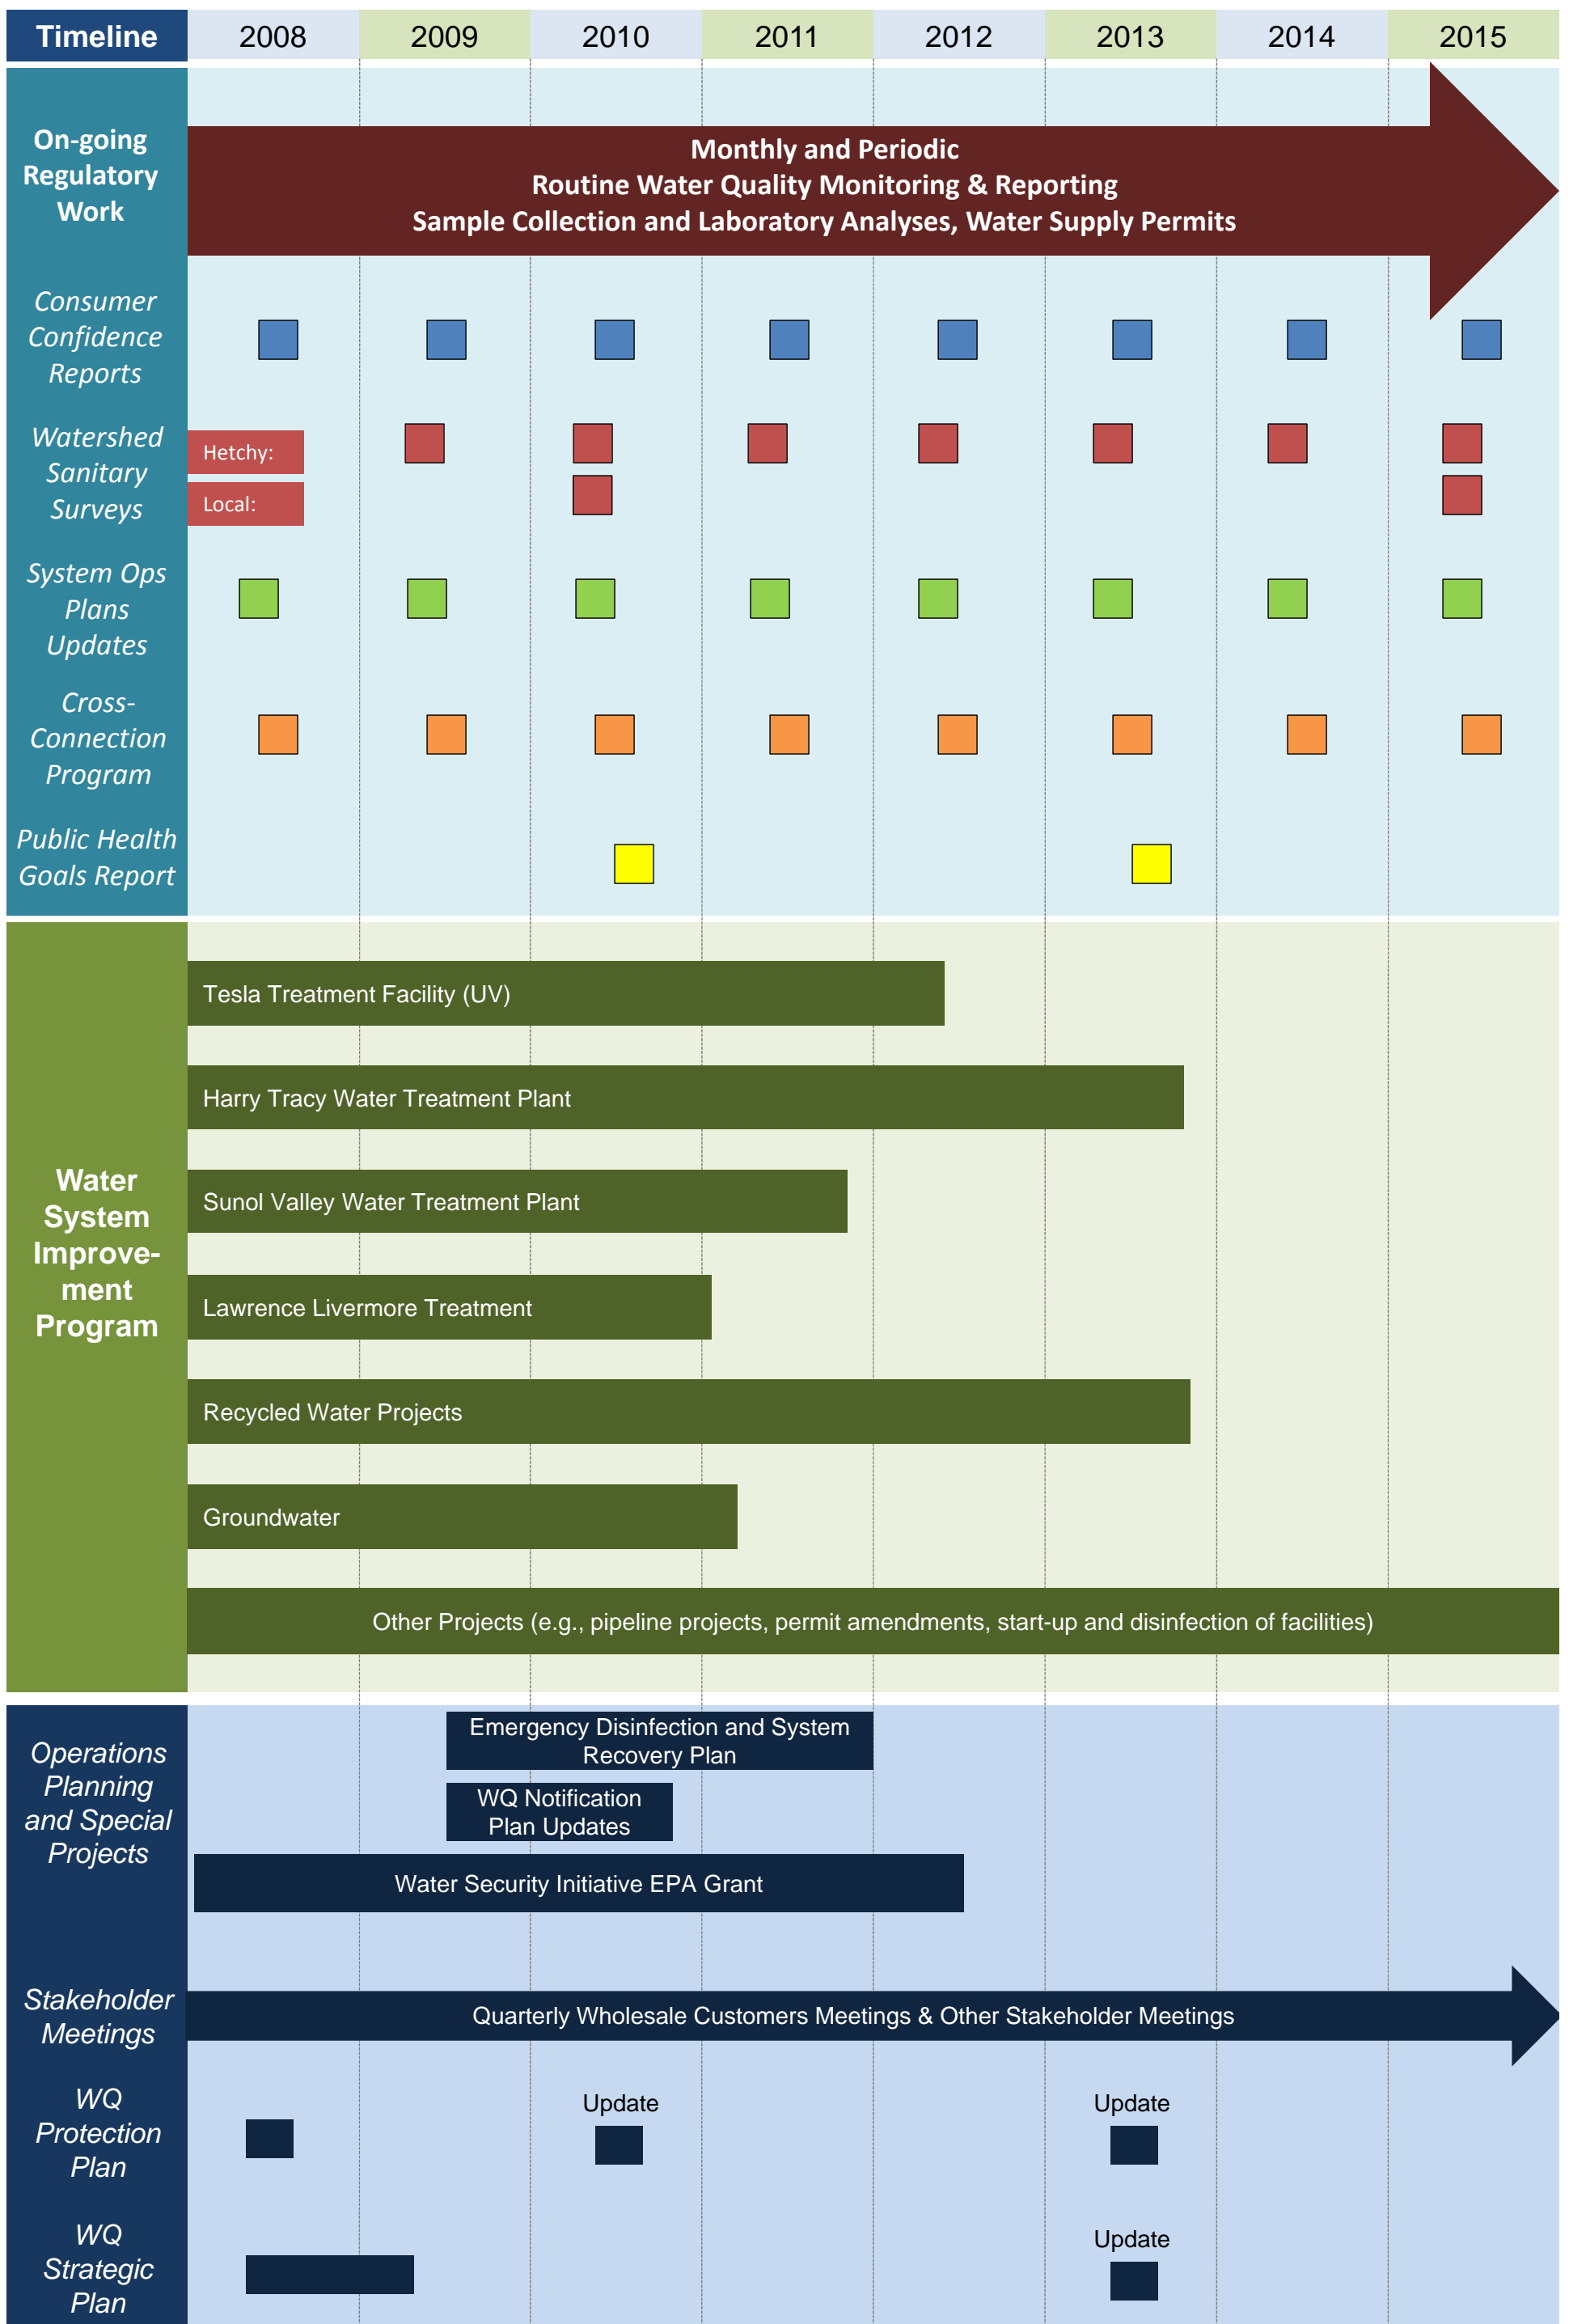 Timeline 2008 2009 2010 2011 2012 2013 2014 2015
On-going
Regulatory
Work
Monthly and Periodic
Routine Water Quality Monitoring & Reporting
Sample Collection and Laboratory Analyses, Water Supply Permits
Consumer
Confidence
Reports
Watershed
Sanitary
Surveys
Hetchy:
Local:
System Ops
Plans
Updates
Cross-
Connection
Program
Public Health
Goals Report
Water
System
Improve-
ment
Program
Tesla Treatment Facility (UV)
Harry Tracy Water Treatment Plant
Sunol Valley Water Treatment Plant
Lawrence Livermore Treatment
Recycled Water Projects
Groundwater
Other Projects (e.g., pipeline projects, permit amendments, start-up and disinfection of facilities)
Operations
Planning
and Special
Projects
Emergency Disinfection and System
Recovery Plan
WQ Notification
Plan Updates
Water Security Initiative EPA Grant
Stakeholder
Meetings
Quarterly Wholesale Customers Meetings & Other Stakeholder Meetings
WQ
Protection
Plan
Update
Update
WQ
Strategic
Plan
Update